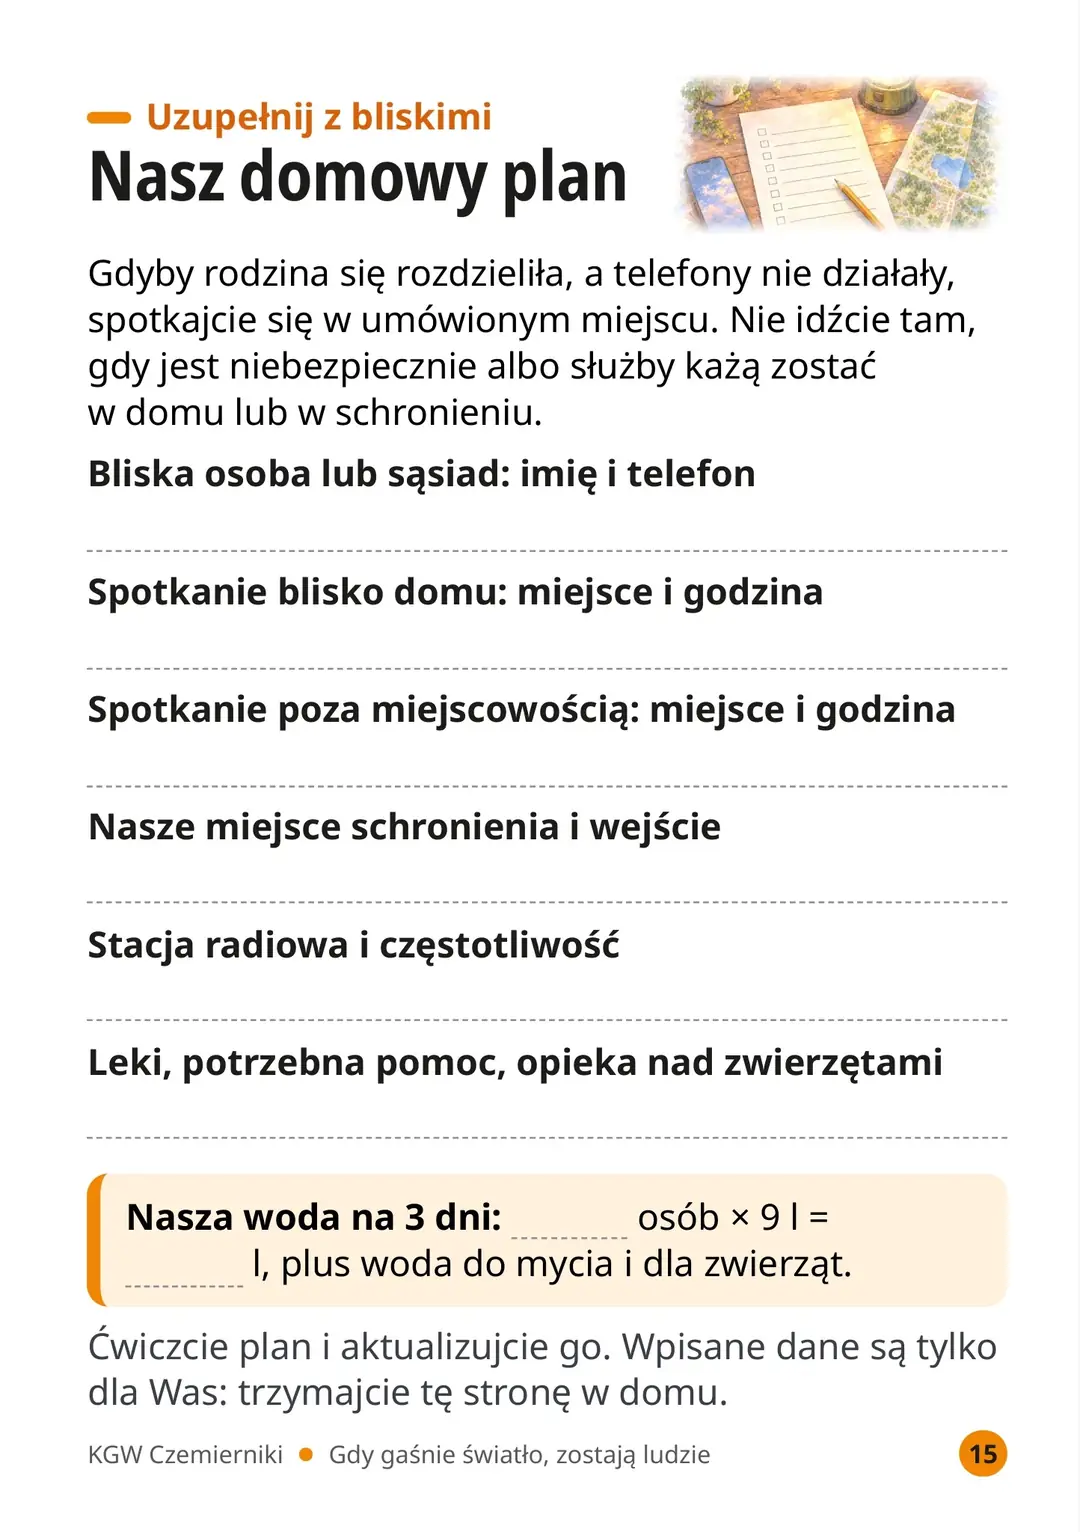 Uzupełnij z bliskimi
Nasz domowy plan
Gdyby rodzina się rozdzieliła, a telefony nie działały,
spotkajcie się w umówionym miejscu. Nie idźcie tam,
gdy jest niebezpiecznie albo służby każą zostać
w domu lub w schronieniu.
Bliska osoba lub sąsiad: imię i telefon
Spotkanie blisko domu: miejsce i godzina
Spotkanie poza miejscowością: miejsce i godzina
Nasze miejsce schronienia i wejście
Stacja radiowa i częstotliwość
Leki, potrzebna pomoc, opieka nad zwierzętami
Nasza woda na 3 dni: osób × 9 l =
l, plus woda do mycia i dla zwierząt.
Ćwiczcie plan i aktualizujcie go. Wpisane dane są tylko
dla Was: trzymajcie tę stronę w domu.
KGW Czemierniki ● Gdy gaśnie światło, zostają ludzie 15